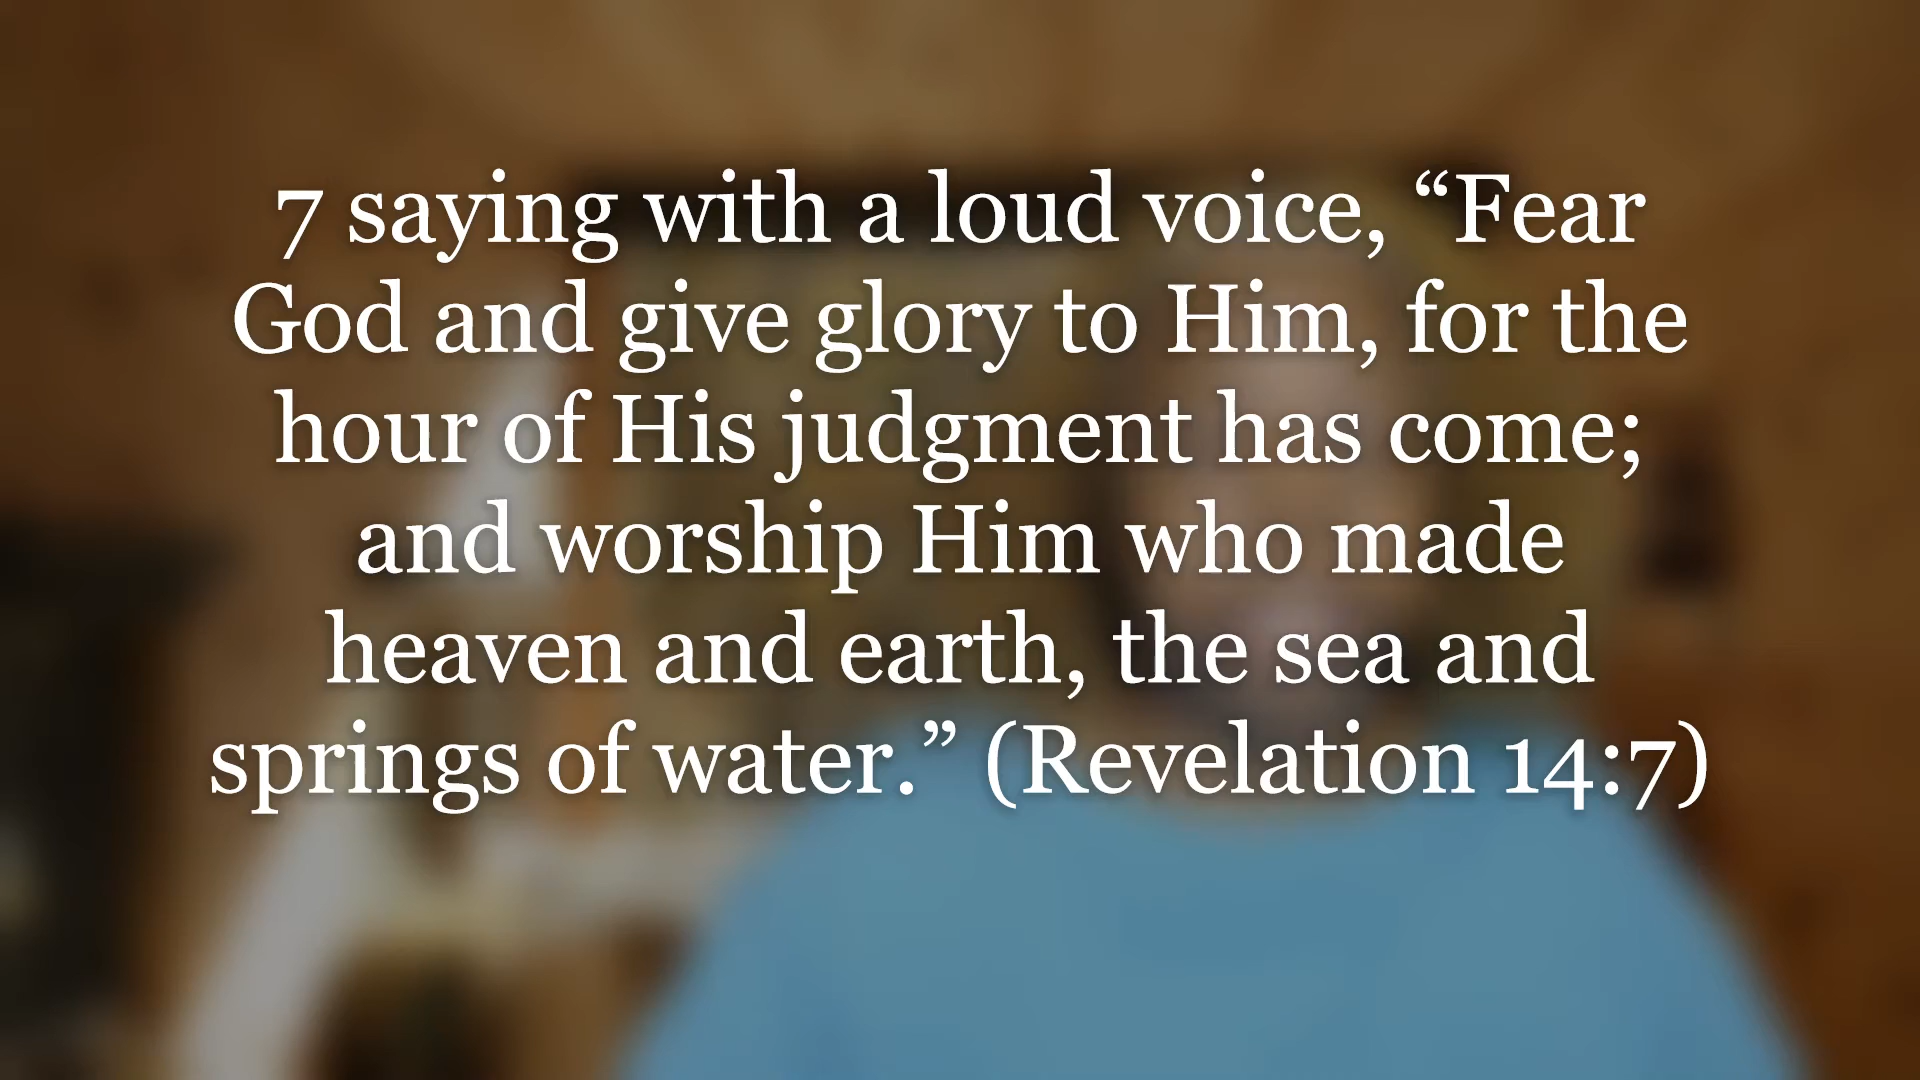 7 saying with a loud voice, “Fear
God and give glory to Him, for the
hour of His judgment has come;
and worship Him who made
heaven and earth, the sea and
springs of water.” (Revelation 14:7)